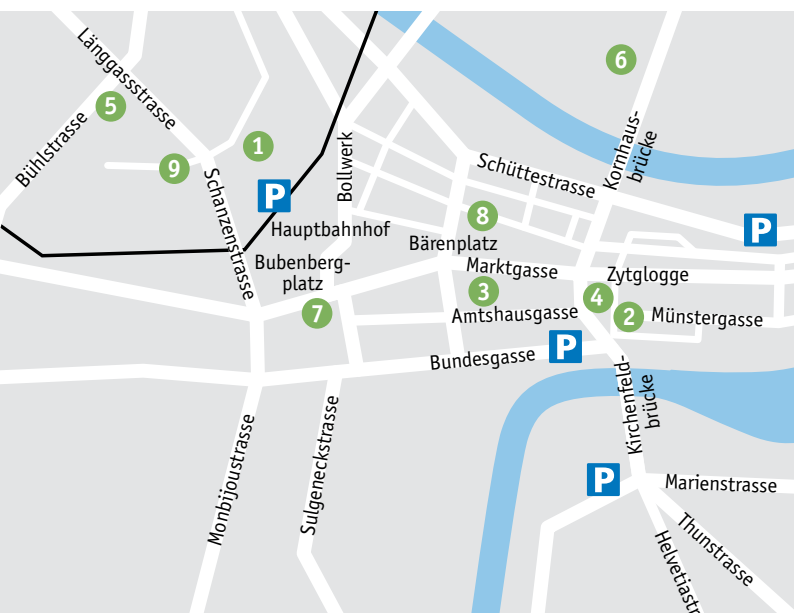 6
Länggassstrasse
5
Bühlstrasse
1
9
Bollwerk
Kornhaus-
brücke
Schüttestrasse
Schanzenstrasse
P
8
Hauptbahnhof
P
Bärenplatz
Bubenberg-
platz
Marktgasse
Zytglogge
3
4
7
Amtshausgasse
2
Münstergasse
Bundesgasse
P
Kirchenfeld-
brücke
Monbijoustrasse
Sulgeneckstrasse
P
Marienstrasse
Thunstrasse
Helvetiastr